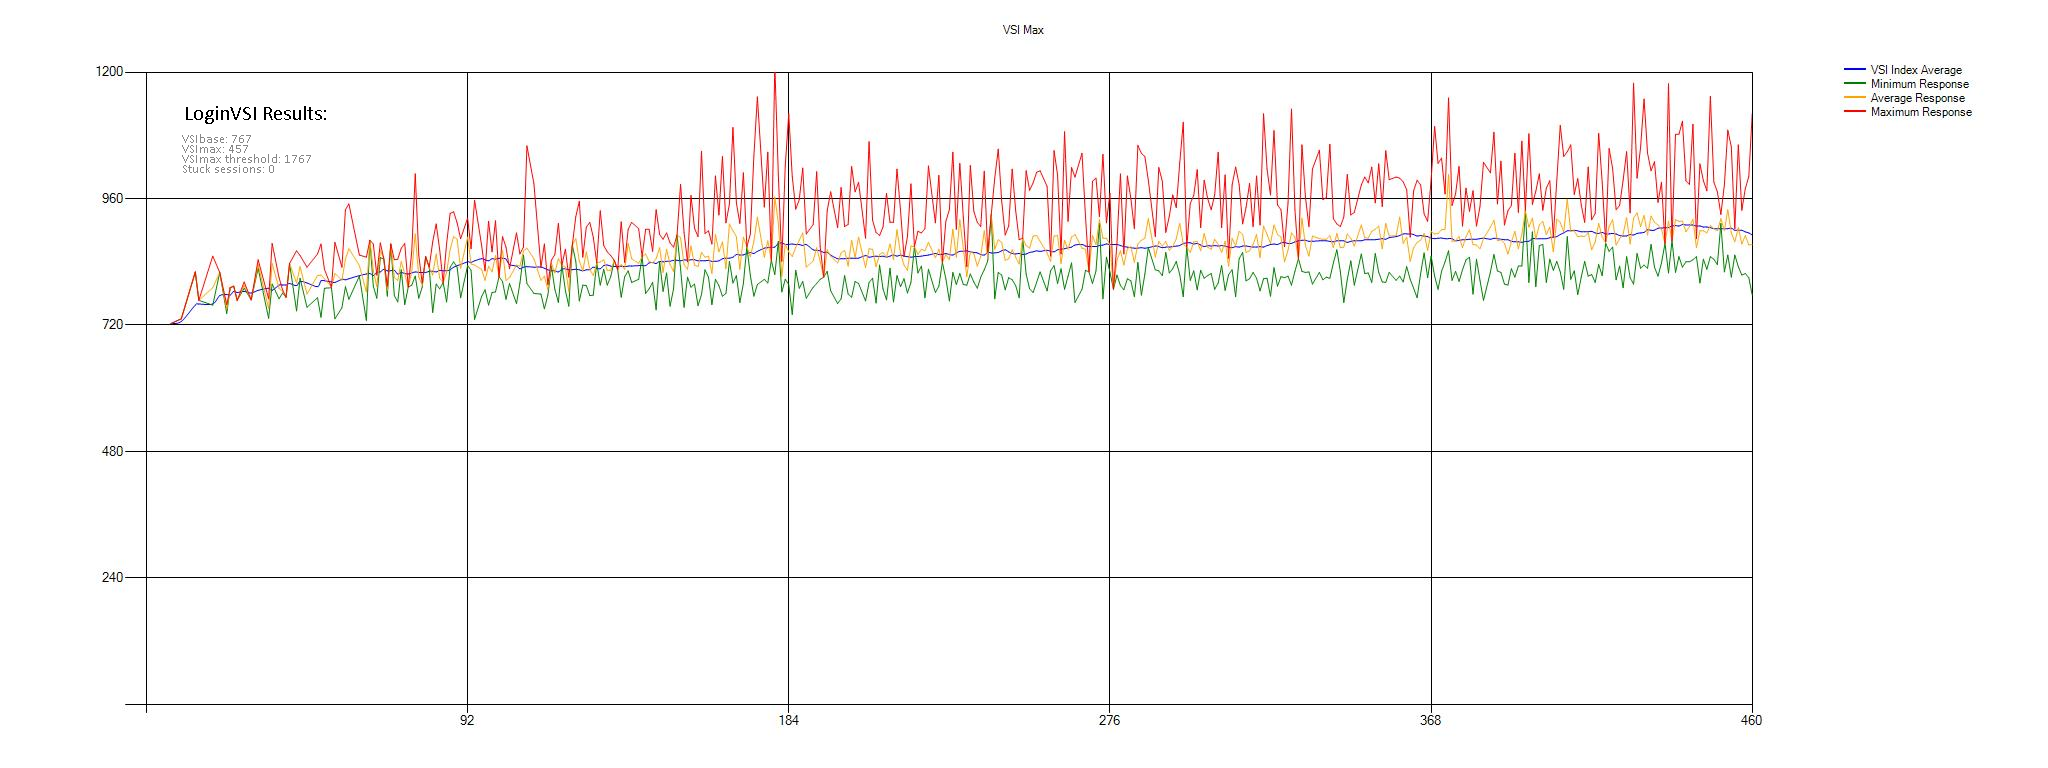 VSI Max
1200
960
720
480
240
LoginVSI Results:
VSIbase: 767
VSImax: 457
VSImax threshold: 1767
Stuck sessions: 0
VSI Index Average
Minimum Response
Average Response
Maximum Response
92
184
276
368
460